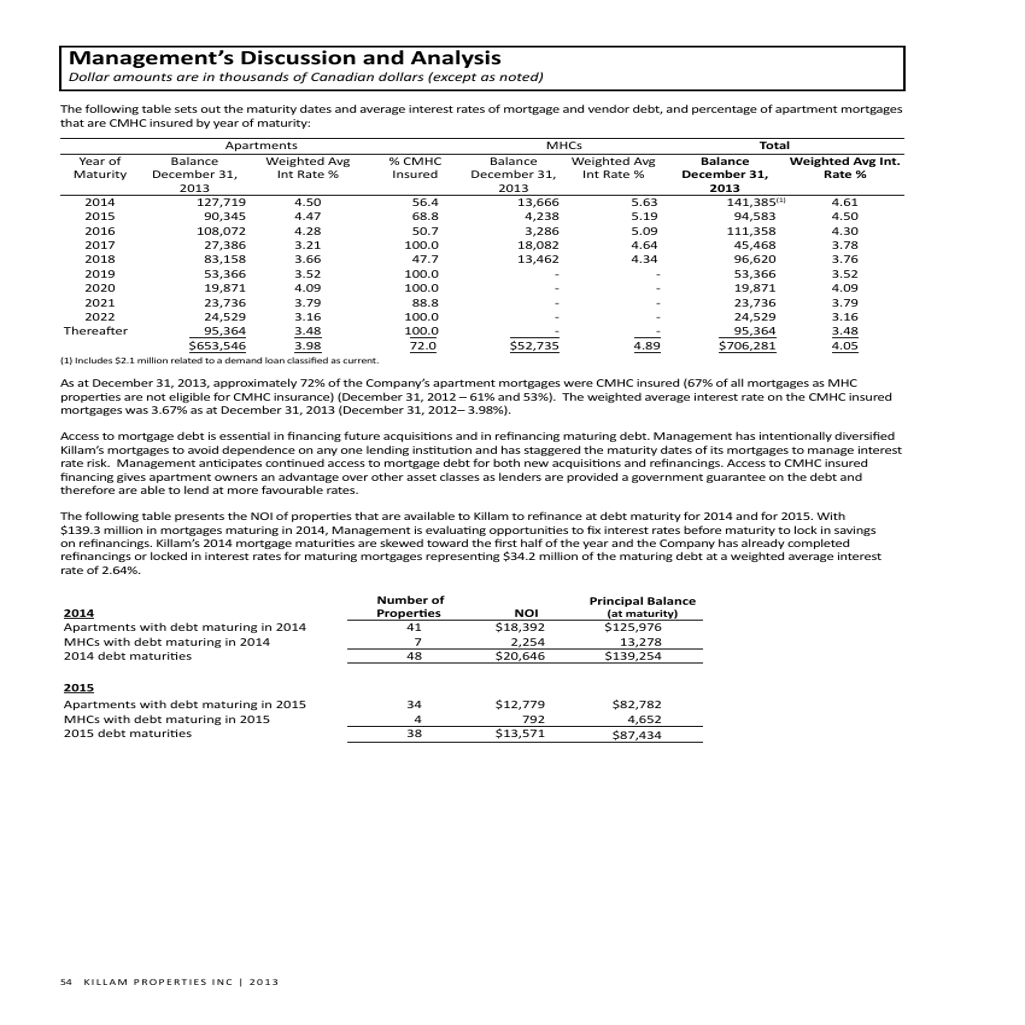 Management's Discussion and Analysis
Dollar amounts are in thousands of Canadian dollars (except as noted)
The following table sets out the maturity dates and average interest rates of mortgage and vendor debt, and percentage of apartment mortgages
that are CMHC insured by year of maturity:
Apartments MHCs Total
Year of Balance Weighted Avg % CMHC Balance Weighted Avg Balance Weighted Avg Int.
Maturity December 31, Int Rate % Insured December 31, Int Rate % December 31, Rate %
2013 2013 2013
2014 127,719 4.50 56.4 13,666 5.63 141,385(1) 4.61
2015 90,345 4.47 68.8 4,238 5.19 94,583 4.50
2016 108,072 4.28 50.7 3,286 5.09 111,358 4.30
2017 27,386 3.21 100.0 18,082 4.64 45,468 3.78
2018 83,158 3.66 47.7 13,462 4.34 96,620 3.76
2019 53,366 3.52 100.0 - - 53,366 3.52
2020 19,871 4.09 100.0 - - 19,871 4.09
2021 23,736 3.79 88.8 - - 23,736 3.79
2022 24,529 3.16 100.0 - - 24,529 3.16
Thereafter 95,364 3.48 100.0 - - 95,364 3.48
$653,546 3.98 72.0 $52,735 4.89 $706,281 4.05
(1) Includes $2.1 million related to a demand loan classified as current.
As at December 31, 2013, approximately 72% of the Company's apartment mortgages were CMHC insured (67% of all mortgages as MHC
properties are not eligible for CMHC insurance) (December 31, 2012 – 61% and 53%). The weighted average interest rate on the CMHC insured
mortgages was 3.67% as at December 31, 2013 (December 31, 2012– 3.98%).
Access to mortgage debt is essential in financing future acquisitions and in refinancing maturing debt. Management has intentionally diversified
Killam's mortgages to avoid dependence on any one lending institution and has staggered the maturity dates of its mortgages to manage interest
rate risk. Management anticipates continued access to mortgage debt for both new acquisitions and refinancings. Access to CMHC insured
financing gives apartment owners an advantage over other asset classes as lenders are provided a government guarantee on the debt and
therefore are able to lend at more favourable rates.
The following table presents the NOI of properties that are available to Killam to refinance at debt maturity for 2014 and for 2015. With
$139.3 million in mortgages maturing in 2014, Management is evaluating opportunities to fix interest rates before maturity to lock in savings
on refinancings. Killam's 2014 mortgage maturities are skewed toward the first half of the year and the Company has already completed
refinancings or locked in interest rates for maturing mortgages representing $34.2 million of the maturing debt at a weighted average interest
rate of 2.64%.
Number of Principal Balance
2014 Properties NOI (at maturity)
Apartments with debt maturing in 2014 41 $18,392 $125,976
MHCs with debt maturing in 2014 7 2,254 13,278
2014 debt maturities 48 $20,646 $139,254
2015
Apartments with debt maturing in 2015 34 $12,779 $82,782
MHCs with debt maturing in 2015 4 792 4,652
2015 debt maturities 38 $13,571 $87,434
54 KILLAM PROPERTIES INC | 2013